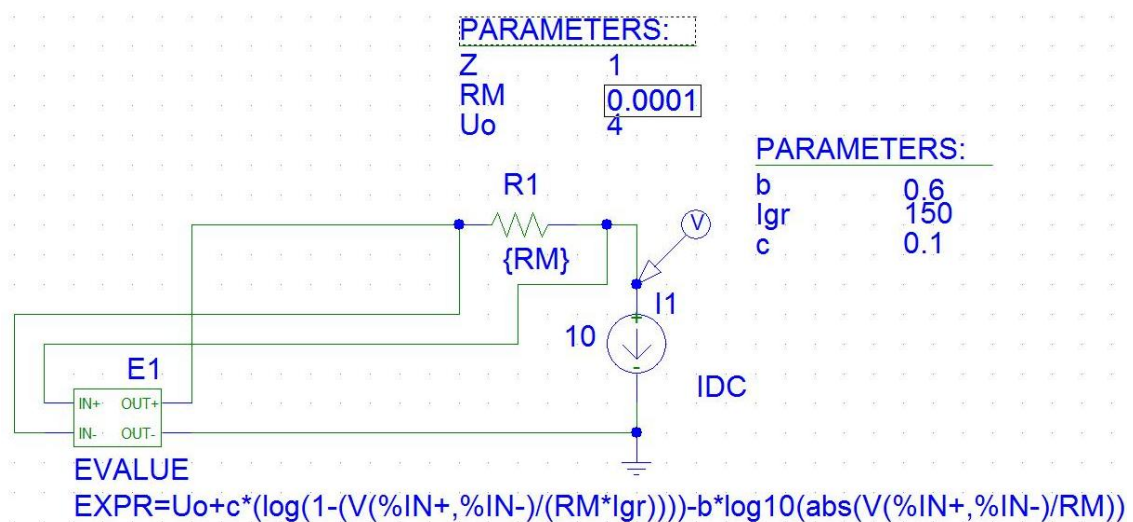 PARAMETERS:
Z 1
RM 0.0001
Uo 4
PARAMETERS:
b 0.6
Igr 150
c 0.1
R1
{RM}
V
I1
10
IDC
E1
IN+ OUT+
IN- OUT-
+
-
EVALUE
EXPR=Uo+c*(log(1-(V(%IN+,%IN-)/(RM*Igr))))-b*log10(abs(V(%IN+,%IN-)/RM))